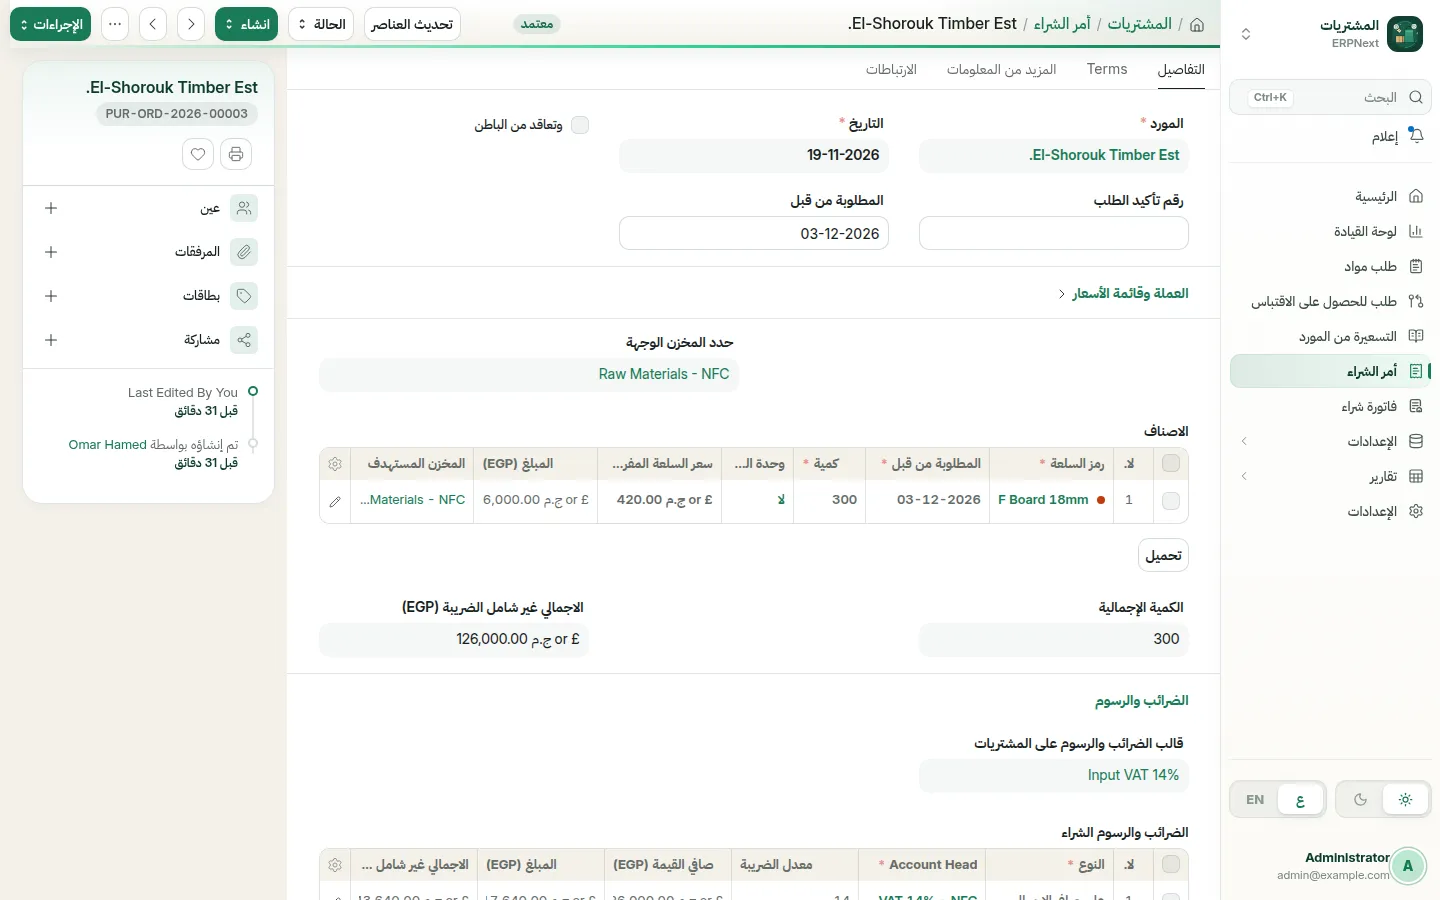 المشتريات
ERPNext
البحث
Ctrl+K
إعلام
الرئيسية
لوحة القيادة
طلب مواد
طلب للحصول على الاقتباس
التسعيرة من المورد
أمر الشراء
فاتورة شراء
الإعدادات
تقارير
الإعدادات
ع EN
Administrator
admin@example.com
A
المشتريات / أمر الشراء / El-Shorouk Timber Est.
معتمد
تحديث العناصر
الحالة
انشاء
الإجراءات
التفاصيل Terms المزيد من المعلومات الارتباطات
المورد *
El-Shorouk Timber Est.
التاريخ *
19-11-2026
وتعاقد من الباطن
رقم تأكيد الطلب
المطلوبة من قبل
03-12-2026
العملة وقائمة الأسعار
حدد المخزن الوجهة
Raw Materials - NFC
الاصناف
لا. رمز السلعة * المطلوبة من قبل * كمية * وحدة الـ... سعر السلعة المفر... المبلغ (EGP) المخزن المستهدف
1 F Board 18mm 03-12-2026 300 لا £ or ج.م 420.00 £ or ج.م 6,000.00 Materials - NFC...
تحميل
الكمية الإجمالية
300
الاجمالي غير شامل الضريبة (EGP)
£ or ج.م 126,000.00
الضرائب والرسوم
قالب الضرائب والرسوم على المشتريات
Input VAT 14%
الضرائب والرسوم الشراء
لا. النوع * Account Head * معدل الضريبة صافي القيمة (EGP) المبلغ (EGP) الاجمالي غير شامل ...
El-Shorouk Timber Est.
PUR-ORD-2026-00003
عين
المرفقات
بطاقات
مشاركة
Last Edited By You
قبل 31 دقائق
تم إنشاؤه بواسطة Omar Hamed
قبل 31 دقائق